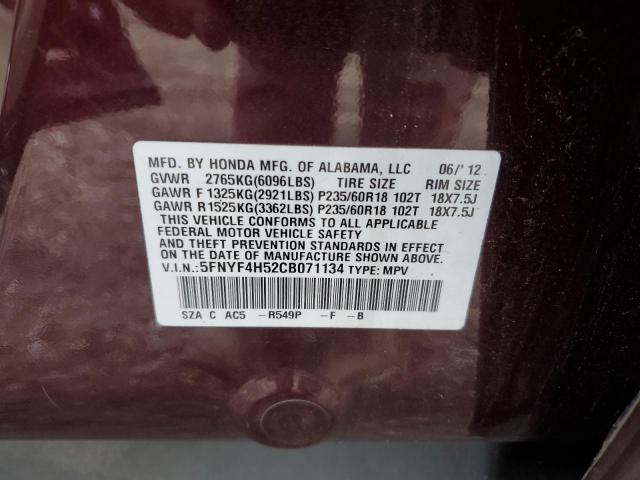 MFD. BY HONDA MFG. OF ALABAMA, LLC 06/'12
GVWR 2765KG(6096LBS) TIRE SIZE RIM SIZE
GAWR F 1325KG(2921LBS) P235/60R18 102T 18X7.5J
GAWR R 1525KG(3362LBS) P235/60R18 102T 18X7.5J
THIS VEHICLE CONFORMS TO ALL APPLICABLE
FEDERAL MOTOR VEHICLE SAFETY
AND THEFT PREVENTION STANDARDS IN EFFECT
ON THE DATE OF MANUFACTURE SHOWN ABOVE.
V.I.N.:5FNYF4H52CB071134 TYPE: MPV
SZA C AC5 -R549P -F -B